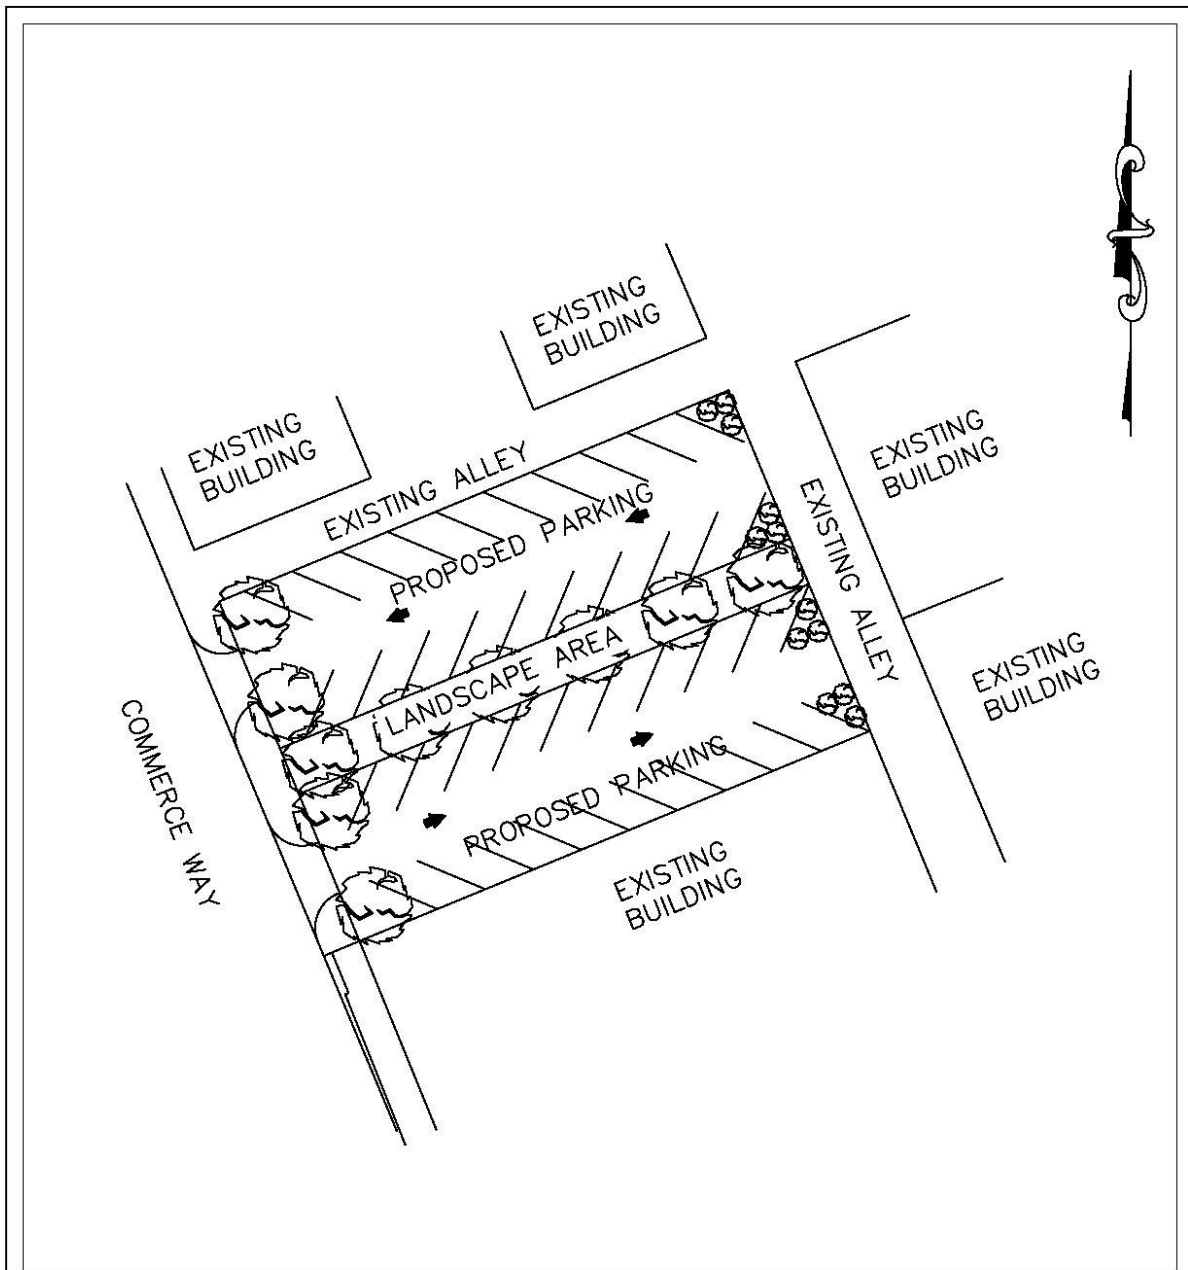 EXISTING
BUILDING
EXISTING
BUILDING
EXISTING ALLEY
EXISTING
BUILDING
PROPOSED PARKING
EXISTING ALLEY
LANDSCAPE AREA
EXISTING
BUILDING
COMMERCE WAY
PROPOSED PARKING
EXISTING
BUILDING